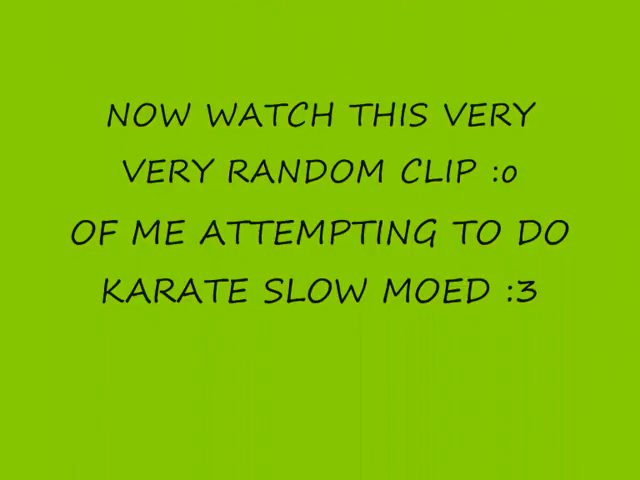 NOW WATCH THIS VERY
VERY RANDOM CLIP :o
OF ME ATTEMPTING TO DO
KARATE SLOW MOED :3